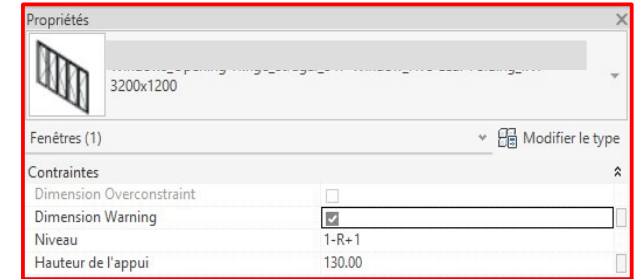 Propriétés
3200x1200
Fenêtres (1)
Modifier le type
Contraintes
Dimension Overconstraint
Dimension Warning
Niveau 1-R+1
Hauteur de l'appui 130.00